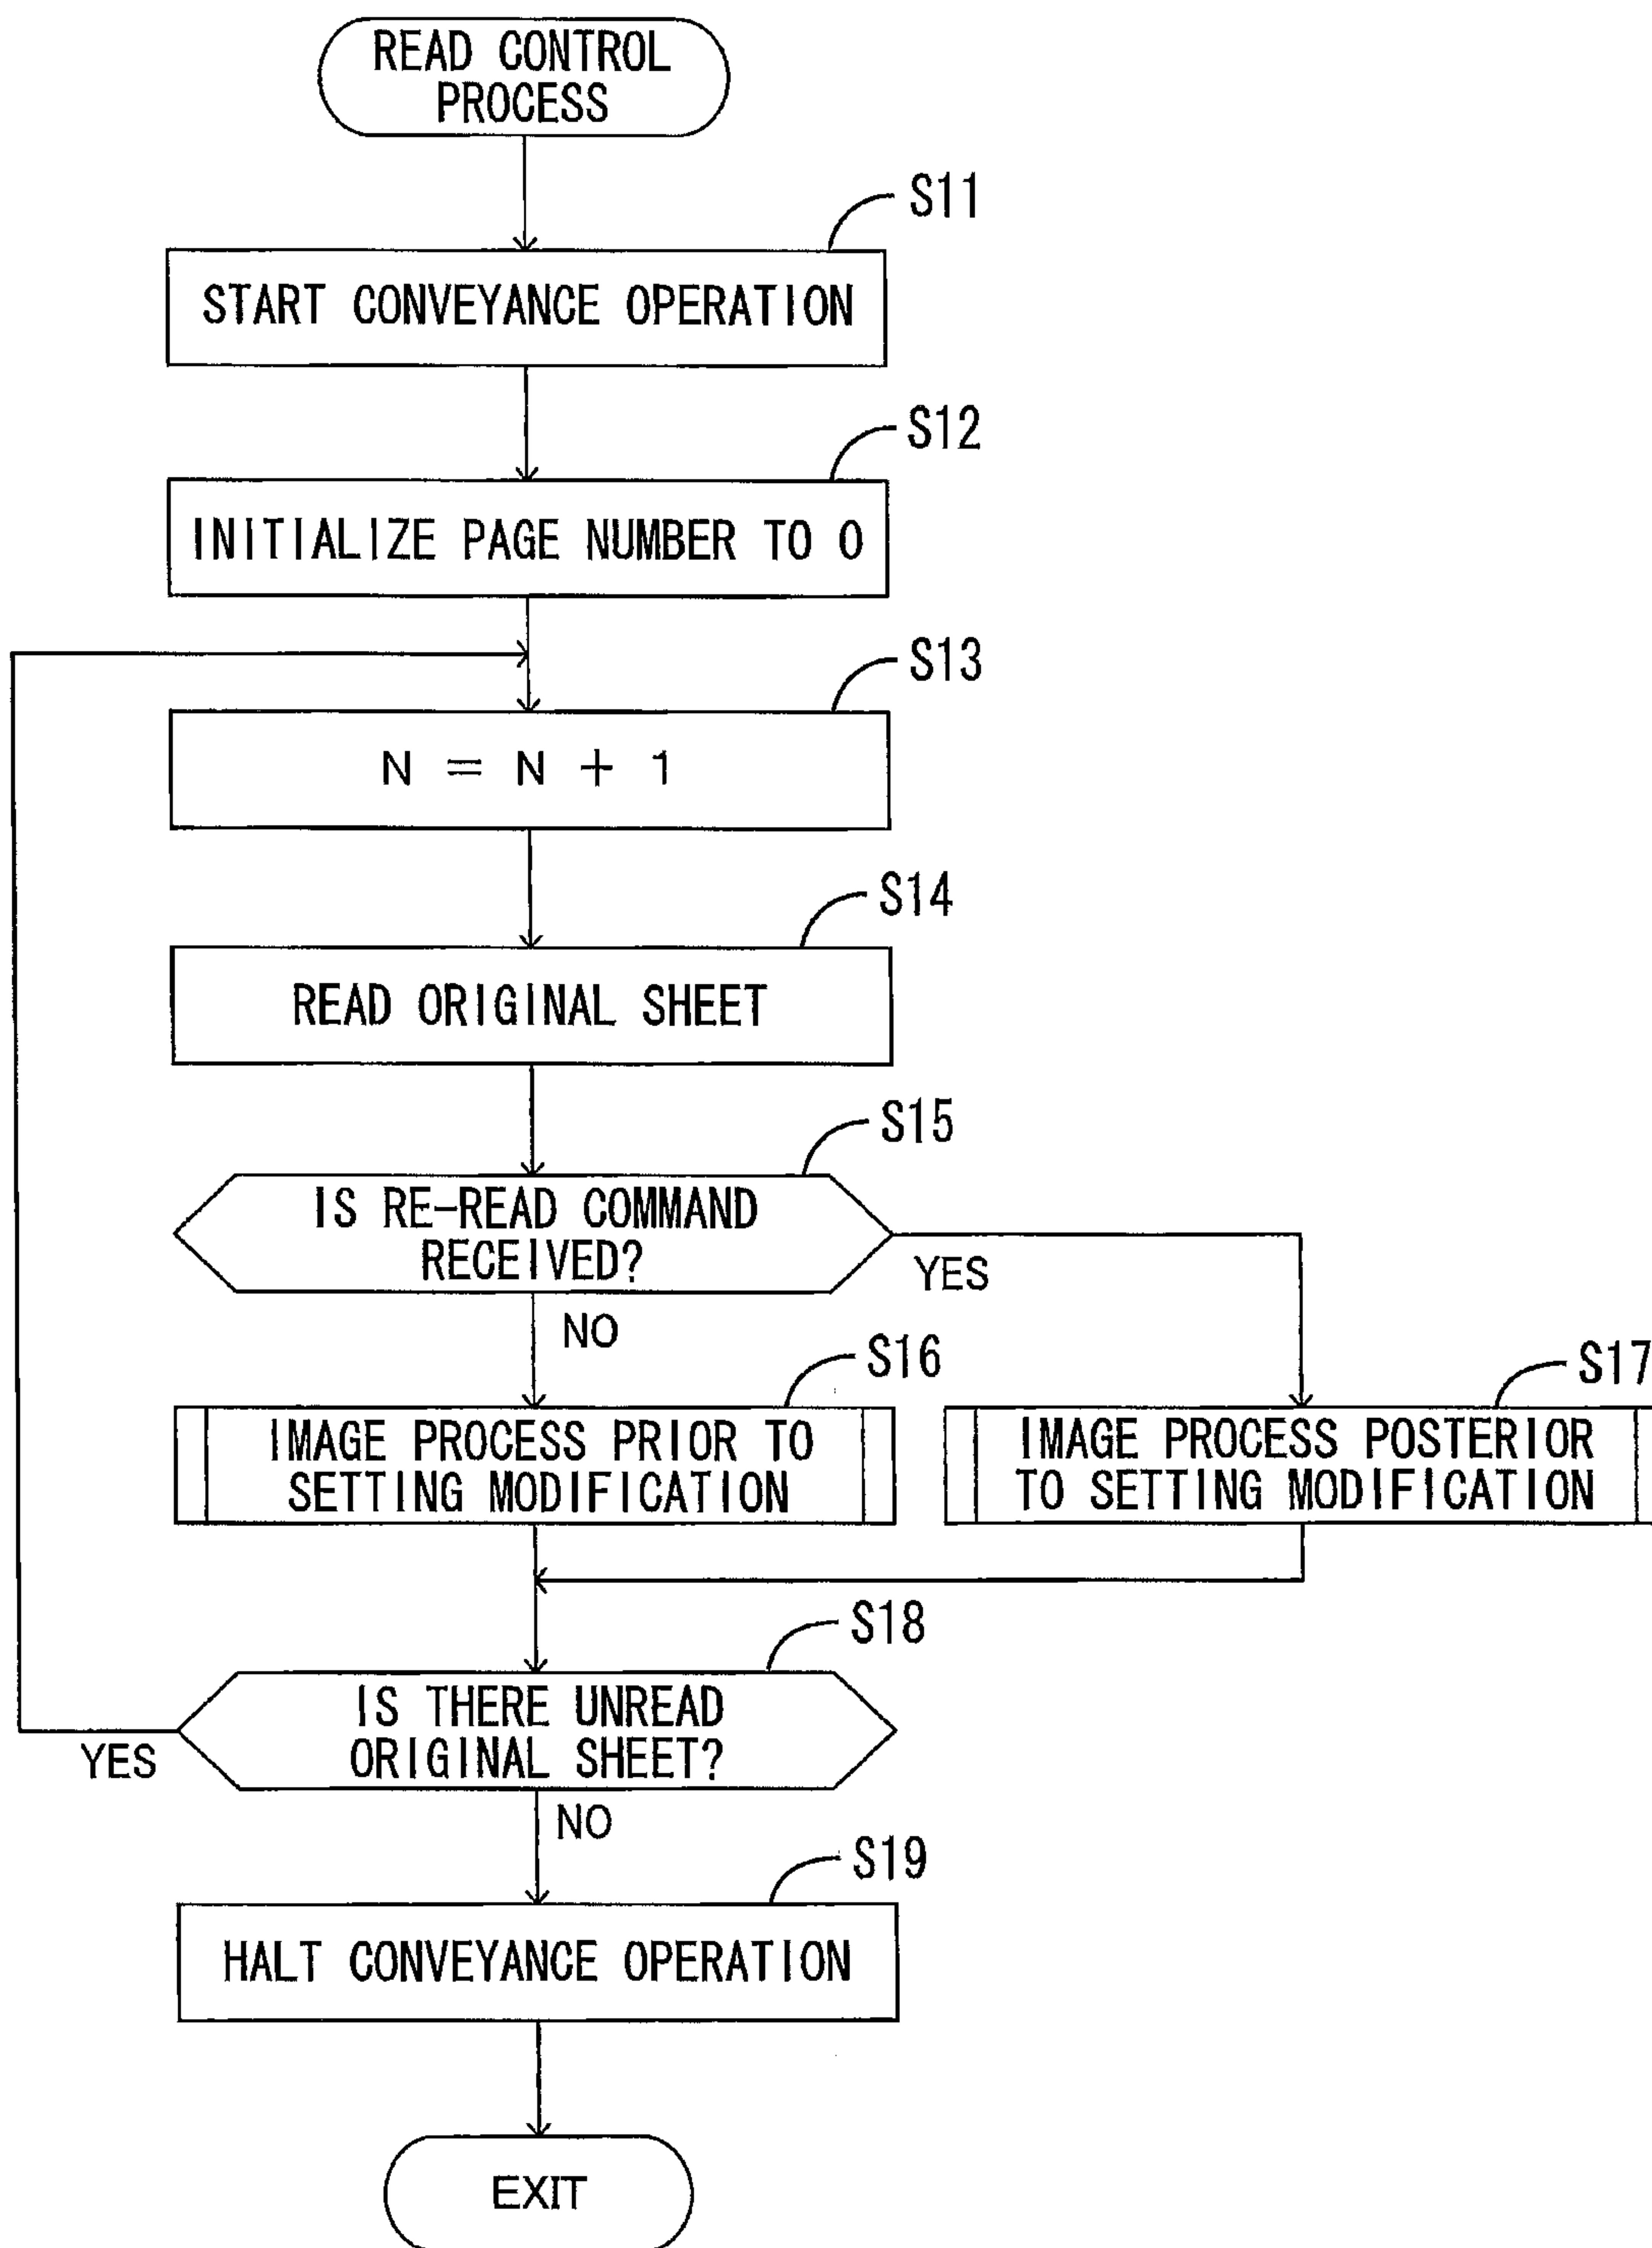 READ CONTROL
PROCESS
S11
START CONVEYANCE OPERATION
S12
INITIALIZE PAGE NUMBER TO 0
S13
N = N + 1
S14
READ ORIGINAL SHEET
S15
IS RE-READ COMMAND
RECEIVED?
YES
NO
S16
S17
IMAGE PROCESS PRIOR TO
SETTING MODIFICATION
IMAGE PROCESS POSTERIOR
TO SETTING MODIFICATION
S18
IS THERE UNREAD
ORIGINAL SHEET?
YES
NO
S19
HALT CONVEYANCE OPERATION
EXIT